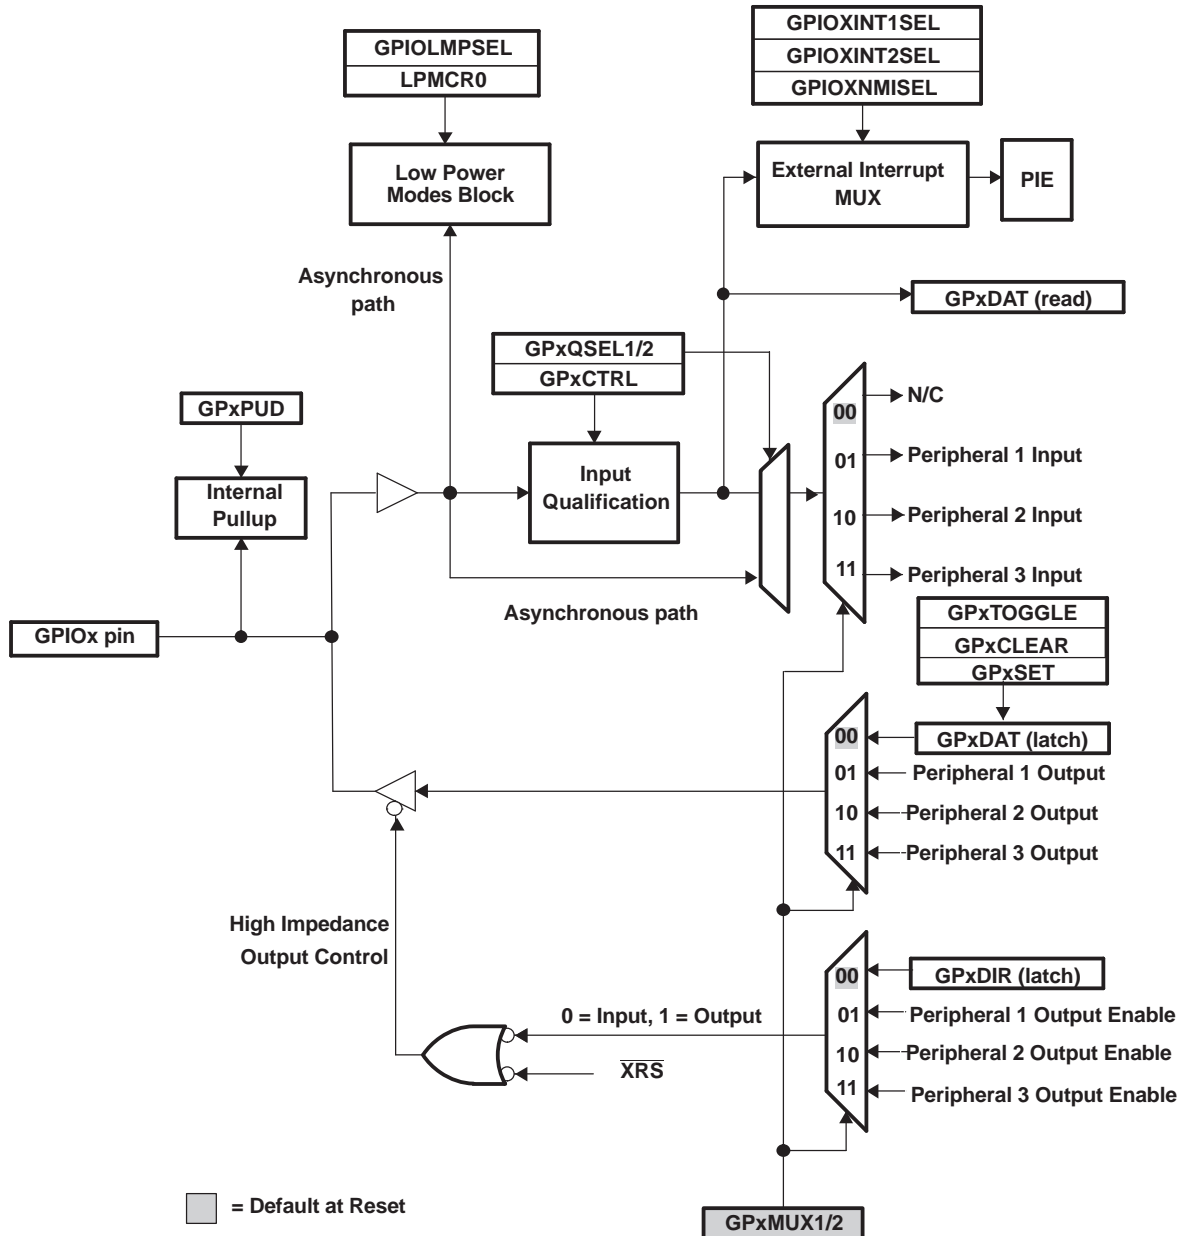 GPIOLMPSEL
LPMCR0
GPIOXINT1SEL
GPIOXINT2SEL
GPIOXNMISEL
Low Power
Modes Block
External Interrupt
MUX
PIE
Asynchronous
path
GPxDAT (read)
GPxQSEL1/2
GPxCTRL
GPxPUD
Internal
Pullup
Input
Qualification
00
01
10
11
N/C
Peripheral 1 Input
Peripheral 2 Input
Peripheral 3 Input
Asynchronous path
GPIOx pin
GPxTOGGLE
GPxCLEAR
GPxSET
00
01
10
11
GPxDAT (latch)
Peripheral 1 Output
Peripheral 2 Output
Peripheral 3 Output
High Impedance
Output Control
00
01
10
11
GPxDIR (latch)
Peripheral 1 Output Enable
Peripheral 2 Output Enable
Peripheral 3 Output Enable
0 = Input, 1 = Output
XRS
= Default at Reset
GPxMUX1/2